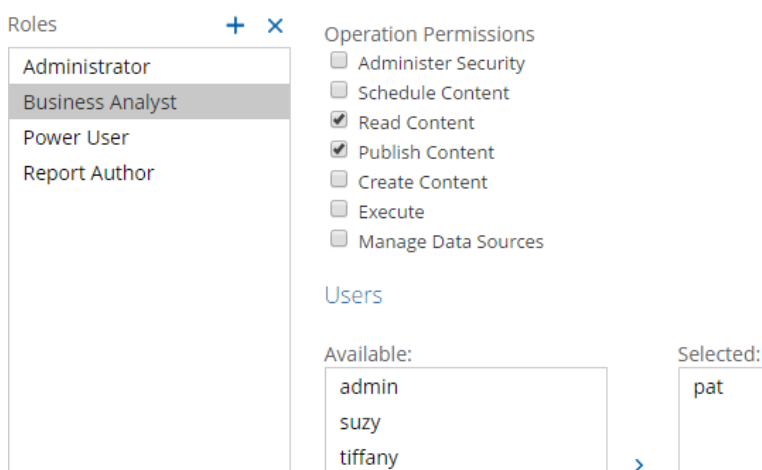 Roles
Administrator
Business Analyst
Power User
Report Author
Operation Permissions
Administer Security
Schedule Content
Read Content
Publish Content
Create Content
Execute
Manage Data Sources
Users
Available:
admin
suzy
tiffany
Selected:
pat